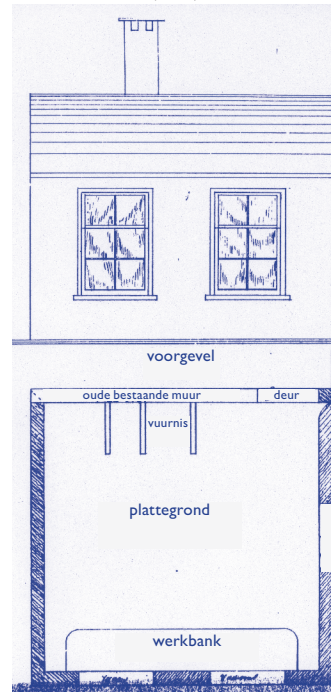 voorgevel
oude bestaande muur deur
vuurnis
plattegrond
werkbank